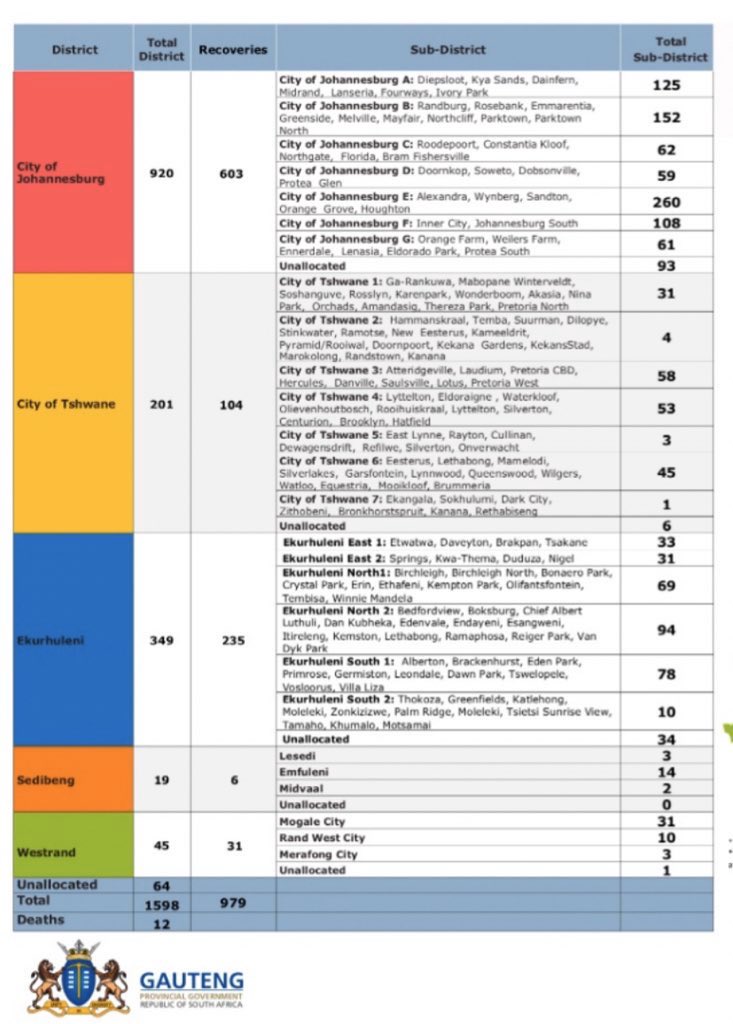 District
Total District
Recoveries
Sub-District
Total Sub-District
City of Johannesburg
920
603
City of Johannesburg A: Diepsloot, Kya Sands, Dainfern,
Midrand, Lanseria, Fourways, Ivory Park
125
City of Johannesburg B: Randburg, Rosebank, Emmarentia,
Greenside, Melville, Mayfair, Northcliff, Parktown, Parktown
North
152
City of Johannesburg C: Roodepoort, Constantia Kloof,
Northgate, Florida, Bram Fishersville
62
City of Johannesburg D: Doornkop, Soweto, Dobsonville,
Protea Glen
59
City of Johannesburg E: Alexandra, Wynberg, Sandton,
Orange Grove, Houghton
260
City of Johannesburg F: Inner City, Johannesburg South
108
City of Johannesburg G: Orange Farm, Weilers Farm,
Ennerdale, Lenasia, Eldorado Park, Protea South
61
Unallocated
93
City of Tshwane
201
104
City of Tshwane 1: Ga-Rankuwa, Mabopane Winterveldt,
Soshanguve, Rosslyn, Karenpark, Wonderboom, Akasia, Nina
Park, Orchads, Amandasig, Thereza Park, Pretoria North
31
City of Tshwane 2: Hammanskraal, Temba, Suurman, Dilopye,
Stinkwater, Ramotse, New Eesterus, Kameeldrit,
Pyramid/Rooiwal, Doornpoort, Kekana Gardens, KekansStad,
Marokolong, Randstown, Kanana
4
City of Tshwane 3: Atteridgeville, Laudium, Pretoria CBD,
Hercules, Danville, Saulsville, Lotus, Pretoria West
58
City of Tshwane 4: Lyttelton, Eldoraigne , Waterkloof,
Olievenhoutbosch, Rooihuiskraal, Lyttelton, Silverton,
Centurion, Brooklyn, Hatfield
53
City of Tshwane 5: East Lynne, Rayton, Cullinan,
Dewagensdrift, Refilwe, Silverton, Onverwacht
3
City of Tshwane 6: Eesterus, Lethabong, Mamelodi,
Silverlakes, Garsfontein, Lynnwood, Queenswood, Wilgers,
Watloo, Equestria, Mooikloof, Brummeria
45
City of Tshwane 7: Ekangala, Sokhulumi, Dark City,
Zithobeni, Bronkhorstspruit, Kanana, Rethabiseng
1
Unallocated
6
Ekurhuleni
349
235
Ekurhuleni East 1: Etwatwa, Daveyton, Brakpan, Tsakane
33
Ekurhuleni East 2: Springs, Kwa-Thema, Duduza, Nigel
31
Ekurhuleni North1: Birchleigh, Birchleigh North, Bonaero Park,
Crystal Park, Erin, Ethafeni, Kempton Park, Olifantsfontein,
Tembisa, Winnie Mandela
69
Ekurhuleni North 2: Bedfordview, Boksburg, Chief Albert
Luthuli, Dan Kubheka, Edenvale, Endayeni, Esangweni,
Itireleng, Kemston, Lethabong, Ramaphosa, Reiger Park, Van
Dyk Park
94
Ekurhuleni South 1: Alberton, Brackenhurst, Eden Park,
Primrose, Germiston, Leondale, Dawn Park, Tswelopele,
Vosloorus, Villa Liza
78
Ekurhuleni South 2: Thokoza, Greenfields, Katlehong,
Moleleki, Zonkizizwe, Palm Ridge, Moleleki, Tsietsi Sunrise View,
Tamaho, Khumalo, Motsamai
10
Unallocated
34
Sedibeng
19
6
Lesedi
3
Emfuleni
14
Midvaal
2
Unallocated
0
Westrand
45
31
Mogale City
31
Rand West City
10
Merafong City
3
Unallocated
1
Unallocated
64
Total
1598
979
Deaths
12
GAUTENG
PROVINCIAL GOVERNMENT
REPUBLIC OF SOUTH AFRICA